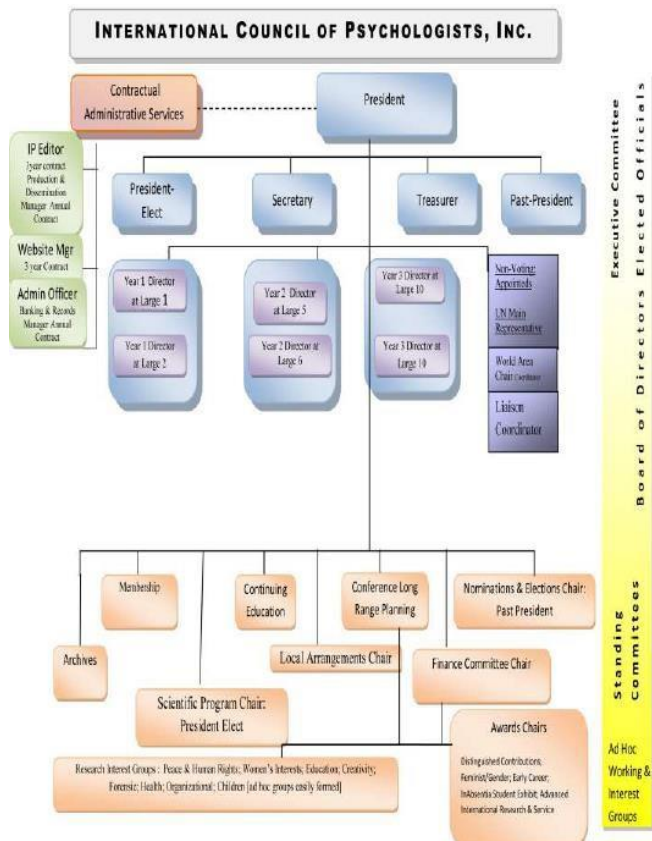 INTERNATIONAL COUNCIL OF PSYCHOLOGISTS, INC.
Contractual
Administrative Services
President
IP Editor
3year contract
Production &
Dissemination
Manager Annual
Contract
Website Mgr
3 year Contract
Admin Officer
Banking & Records
Manager Annual
Contract
President-
Elect
Secretary
Treasurer
Past-President
Year 1 Director
at Large 1
Year 1 Director
at Large 2
Year 2 Director
at Large 5
Year 2 Director at
Large 6
Year 3 Director at
Large 10
Year 3 Director at
Large 10
Non-Voting:
Appointeds
UN Main
Representative
World Area
Chair Coordinator
Liaison
Coordinator
Executive Committee
Board of Directors Elected Officials
Archives
Membership
Scientific Program Chair:
President Elect
Continuing
Education
Local Arrangements Chair
Conference Long
Range Planning
Finance Committee Chair
Nominations & Elections Chair:
Past President
Research Interest Groups : Peace & Human Rights; Women's Interests; Education; Creativity;
Forensic; Health; Organizational; Children [ad hoc groups easily formed]
Awards Chairs
Distinguished Contributions;
Feminist/Gender; Early Career;
InAbsentia Student Exhibit; Advanced
International Research & Service
Standing
Committees
Ad Hoc
Working &
Interest
Groups